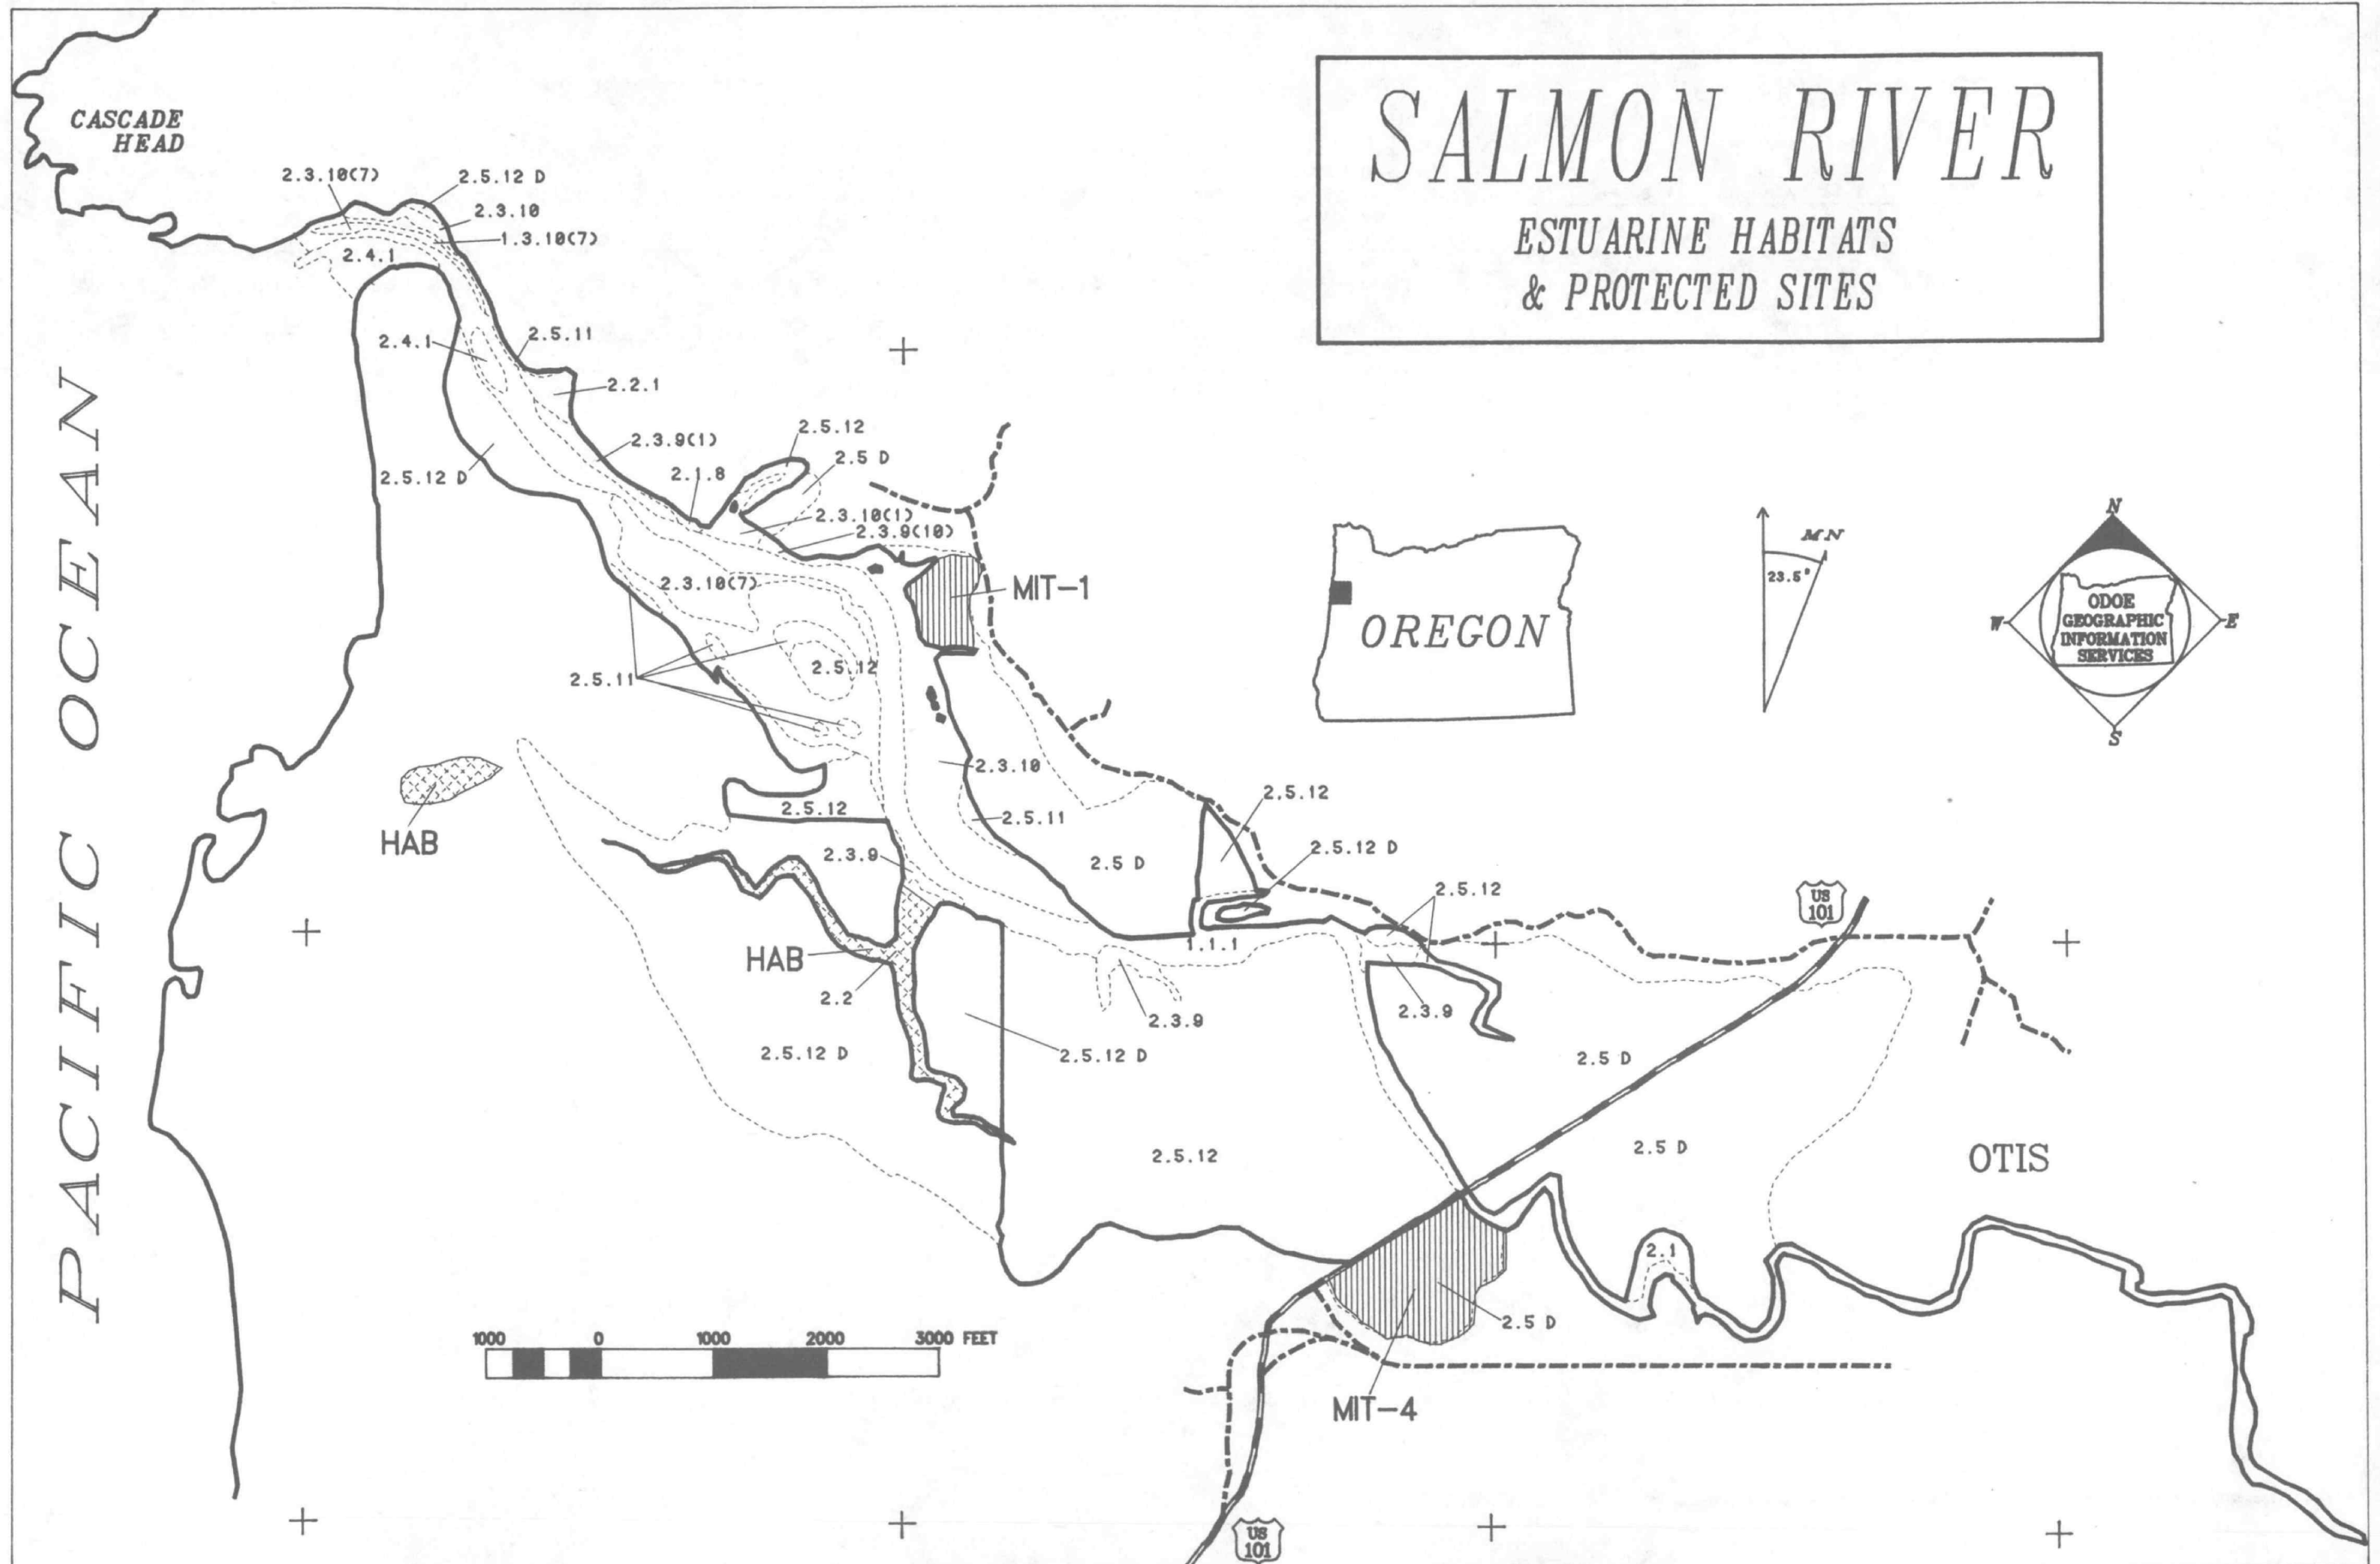 SALMON RIVER
ESTUARINE HABITATS
& PROTECTED SITES
CASCADE
HEAD
PACIFIC OCEAN
2.3.10(7)
2.5.12 D
2.3.10
1.3.10(7)
2.4.1
2.4.1
2.5.11
2.2.1
2.3.9(1)
2.5.12
2.5 D
2.1.8
2.5.12 D
2.3.10(1)
2.3.9(10)
2.3.10(7)
MIT-1
2.5.12
2.5.11
2.3.10
2.5.12
2.5.11
HAB
2.3.9
2.5 D
2.5.12
2.5.12 D
2.5.12
US
101
HAB
1.1.1
2.2
2.3.9
2.3.9
2.5.12 D
2.5.12 D
2.5 D
2.5.12
2.5 D
OTIS
2.1
2.5 D
MIT-4
US
101
OREGON
MN
23.5°
N
W
E
S
ODOE
GEOGRAPHIC
INFORMATION
SERVICES
1000 0 1000 2000 3000 FEET